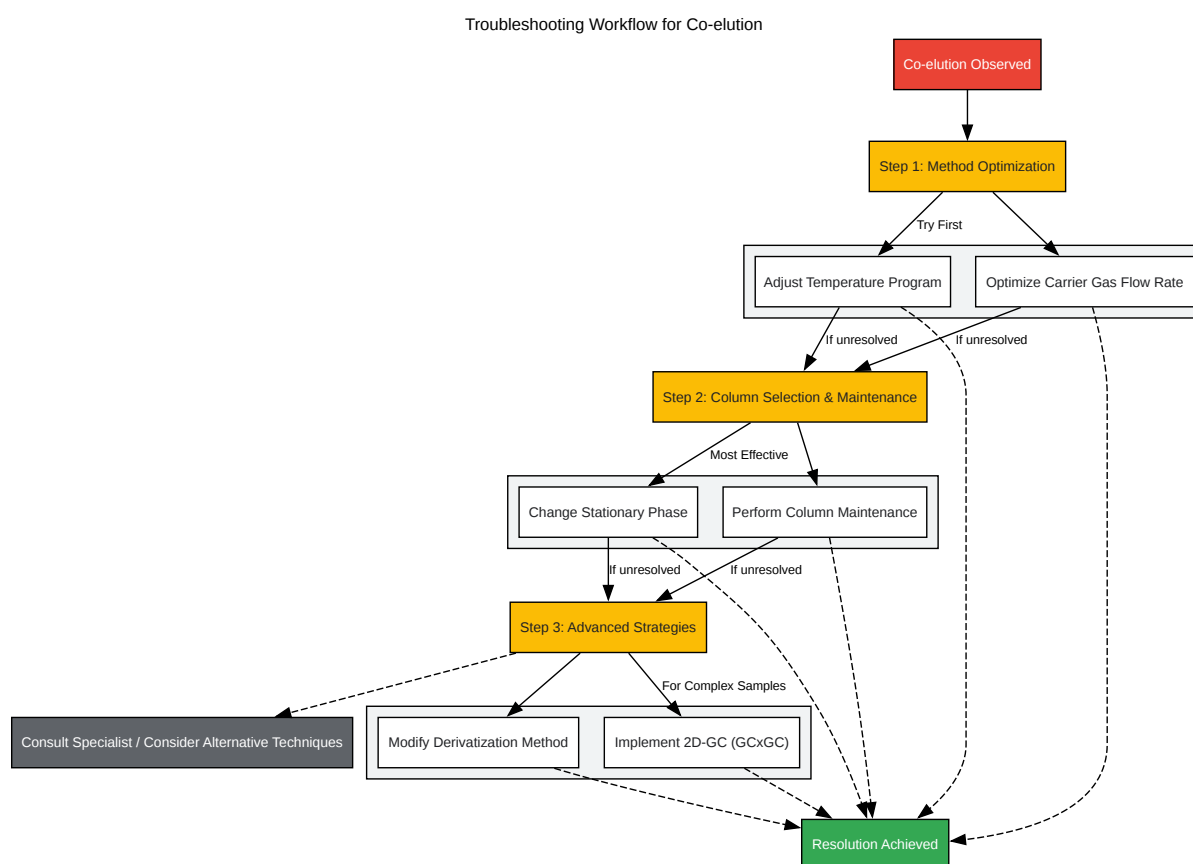 Troubleshooting Workflow for Co-elution
Co-elution Observed
Step 1: Method Optimization
Try First
Adjust Temperature Program
Optimize Carrier Gas Flow Rate
If unresolved
If unresolved
Step 2: Column Selection & Maintenance
Most Effective
Change Stationary Phase
Perform Column Maintenance
If unresolved
If unresolved
Step 3: Advanced Strategies
For Complex Samples
Consult Specialist / Consider Alternative Techniques
Modify Derivatization Method
Implement 2D-GC (GCxGC)
Resolution Achieved